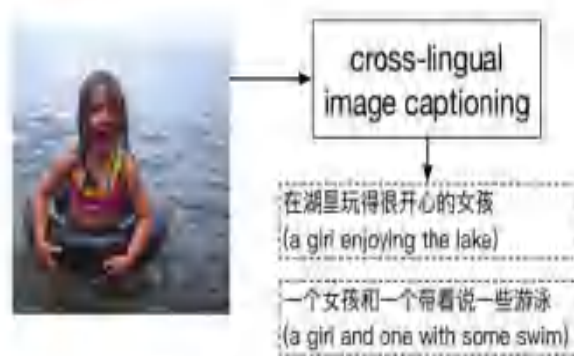 cross-lingual
image captioning
在湖里玩得很开心的女孩
(a girl enjoying the lake)
一个女孩和一个带着说一些游泳
(a girl and one with some swim)